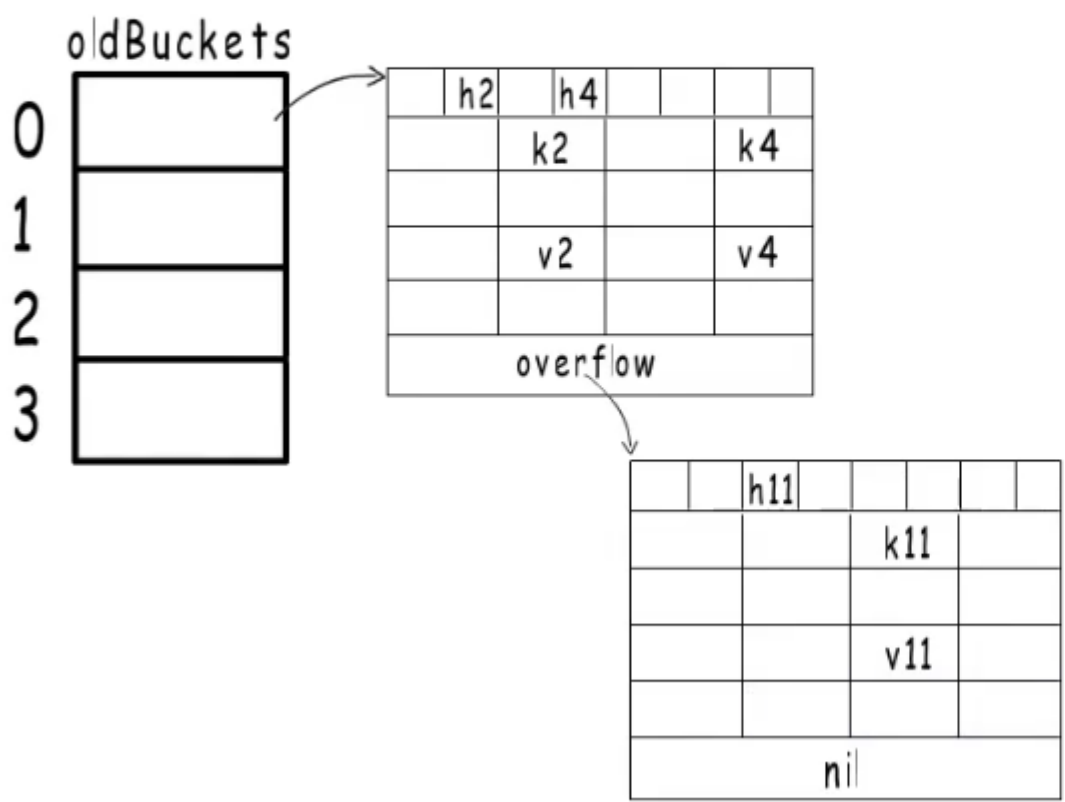 oldBuckets
0
h2 h4
k2 k4
1
v2 v4
2
overflow
3
h11
k11
v11
nil